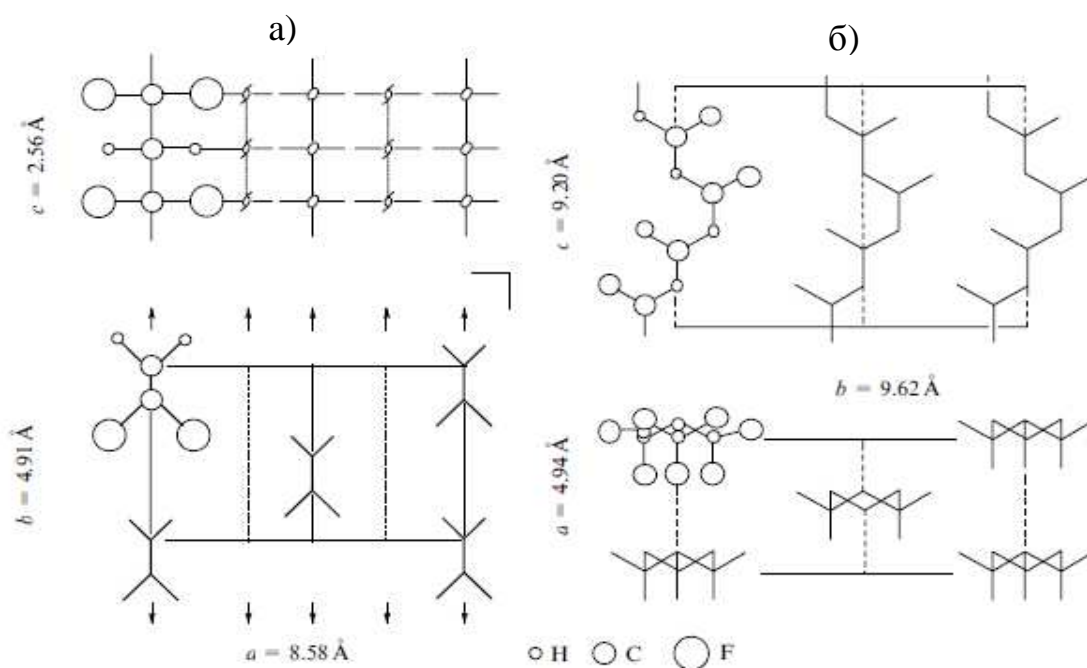 а)
б)
c = 2.56 Å
c = 9.20 Å
b = 4.91 Å
b = 9.62 Å
a = 4.94 Å
a = 8.58 Å
H C F